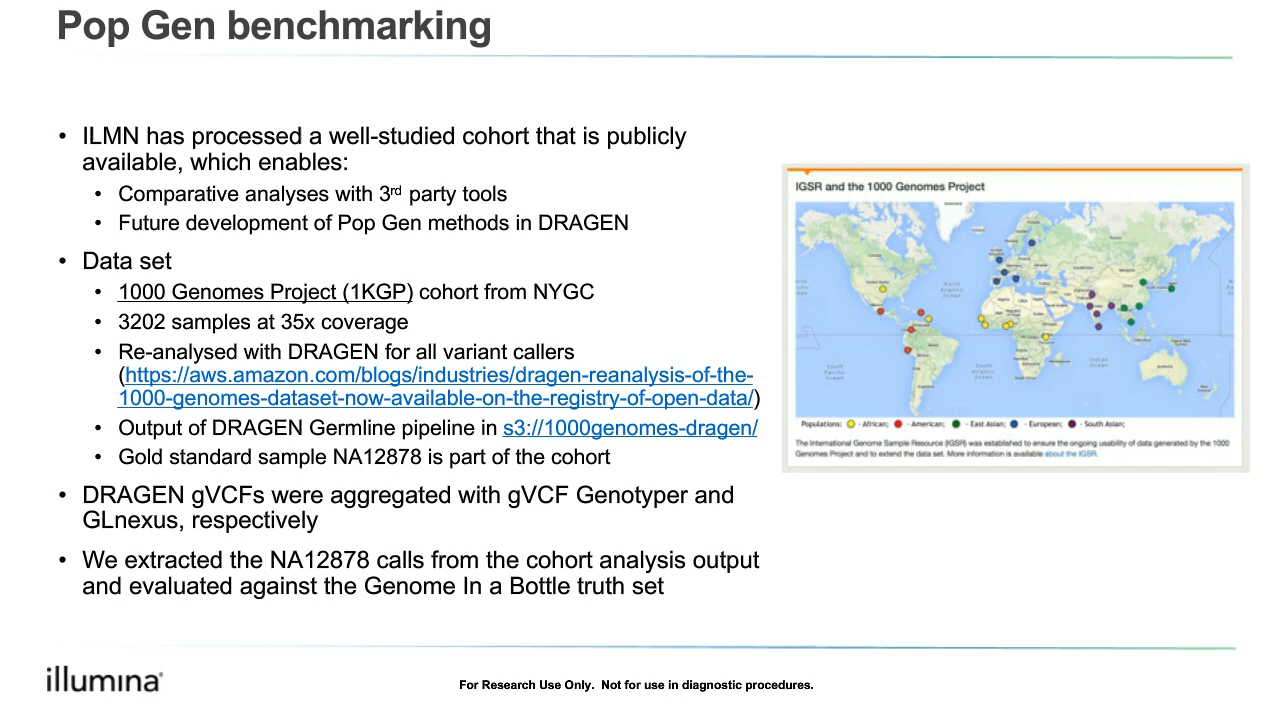 Pop Gen benchmarking
• ILMN has processed a well-studied cohort that is publicly
available, which enables:
• Comparative analyses with 3rd party tools
• Future development of Pop Gen methods in DRAGEN
• Data set
• 1000 Genomes Project (1KGP) cohort from NYGC
• 3202 samples at 35x coverage
• Re-analysed with DRAGEN for all variant callers
(https://aws.amazon.com/blogs/industries/dragen-reanalysis-of-the-
1000-genomes-dataset-now-available-on-the-registry-of-open-data/)
• Output of DRAGEN Germline pipeline in s3://1000genomes-dragen/
• Gold standard sample NA12878 is part of the cohort
• DRAGEN gVCFs were aggregated with gVCF Genotyper and
GLnexus, respectively
• We extracted the NA12878 calls from the cohort analysis output
and evaluated against the Genome In a Bottle truth set
IGSR and the 1000 Genomes Project
Populations: - African; - American; - East Asian; - European; - South Asian;
The International Genome Sample Resource (IGSR) was established to ensure the ongoing usability of data generated by the 1000
Genomes Project and to extend the data set. More information is available about the IGSR.
illumina®
For Research Use Only. Not for use in diagnostic procedures.